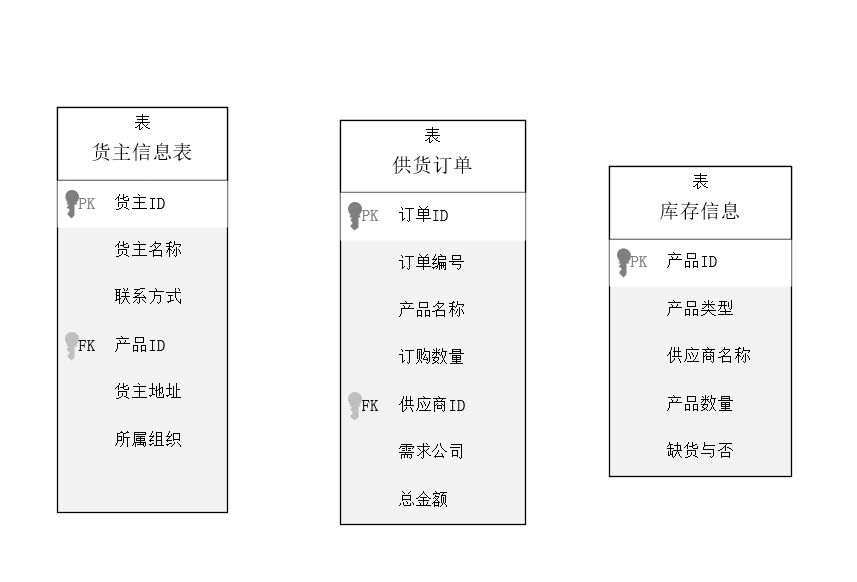 表
货主信息表
PK 货主ID
货主名称
联系方式
FK 产品ID
货主地址
所属组织
表
供货订单
PK 订单ID
订单编号
产品名称
订购数量
FK 供应商ID
需求公司
总金额
表
库存信息
PK 产品ID
产品类型
供应商名称
产品数量
缺货与否